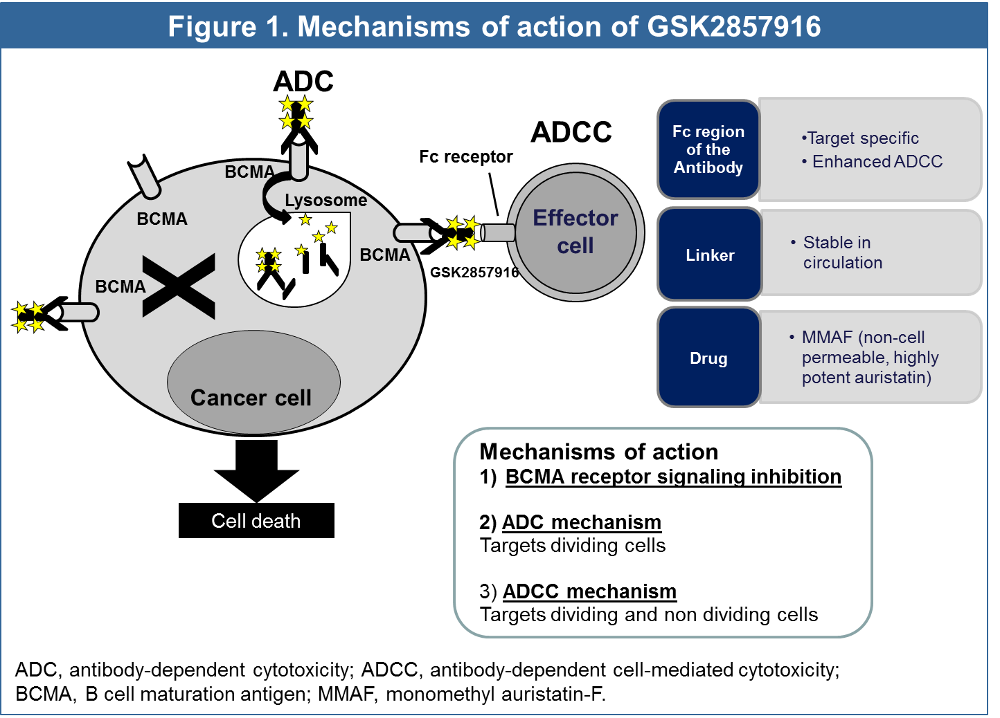 Figure 1. Mechanisms of action of GSK2857916
ADC
BCMA
BCMA
Lysosome
BCMA
BCMA
Cancer cell
Cell death
ADCC
Fc receptor
Effector
cell
GSK2857916
Fc region
of the
Antibody
•Target specific
• Enhanced ADCC
Linker
• Stable in
circulation
Drug
• MMAF (non-cell
permeable, highly
potent auristatin)
Mechanisms of action
1) BCMA receptor signaling inhibition
2) ADC mechanism
Targets dividing cells
3) ADCC mechanism
Targets dividing and non dividing cells
ADC, antibody-dependent cytotoxicity; ADCC, antibody-dependent cell-mediated cytotoxicity;
BCMA, B cell maturation antigen; MMAF, monomethyl auristatin-F.